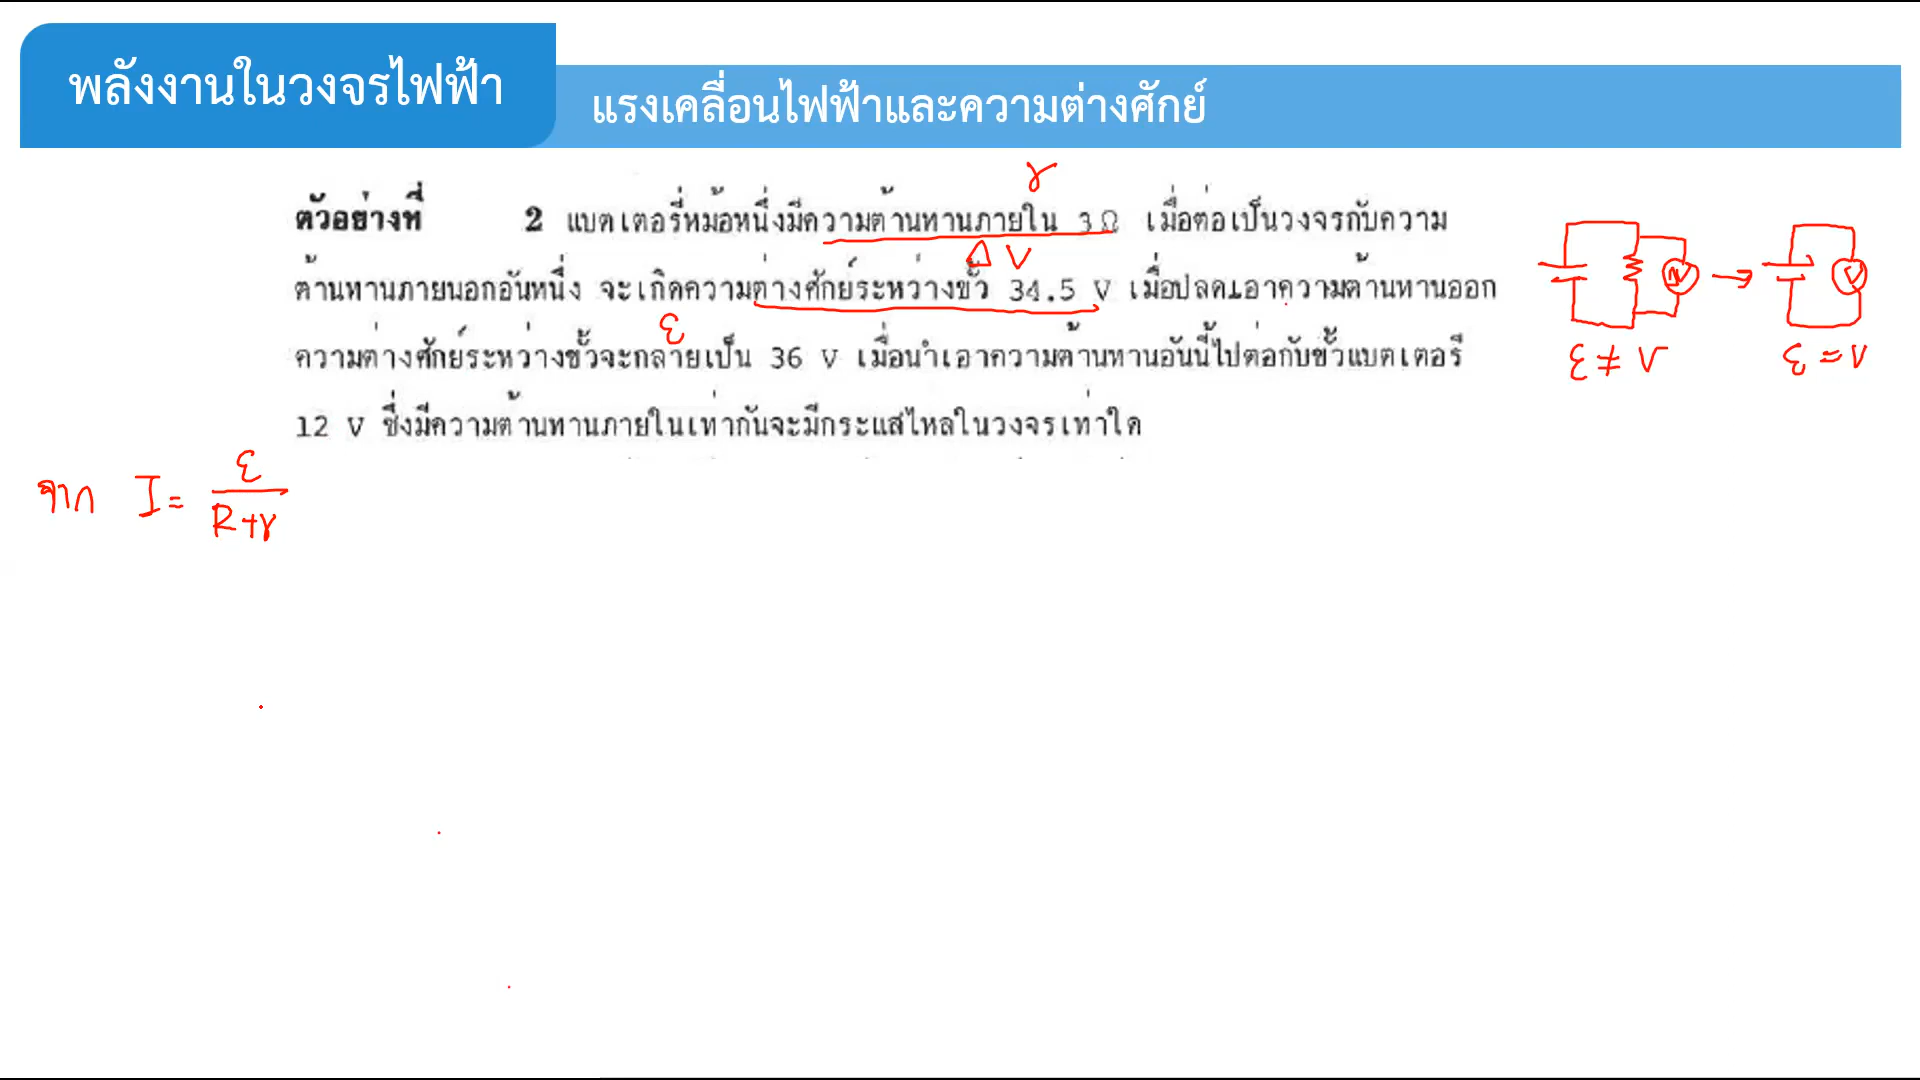 พลังงานในวงจรไฟฟ้า
แรงเคลื่อนไฟฟ้าและความต่างศักย์
r
ตัวอย่างที่ 2 แบตเตอรี่หม้อหนึ่งมีความต้านทานภายใน 3Ω เมื่อต่อเป็นวงจรกับความ
Δ V
ต้านทานภายนอกอันหนึ่ง จะเกิดความต่างศักย์ระหว่างขั้ว 34.5 V เมื่อปลดเอาความต้านทานออก
ε
ความต่างศักย์ระหว่างขั้วจะกลายเป็น 36 V เมื่อนำเอาความต้านทานอันนี้ไปต่อกับขั้วแบตเตอรี
12 V ซึ่งมีความต้านทานภายในเท่ากันจะมีกระแสไหลในวงจรเท่าใด
V
ε ≠ V
ε = V
จาก I = ε / R+r